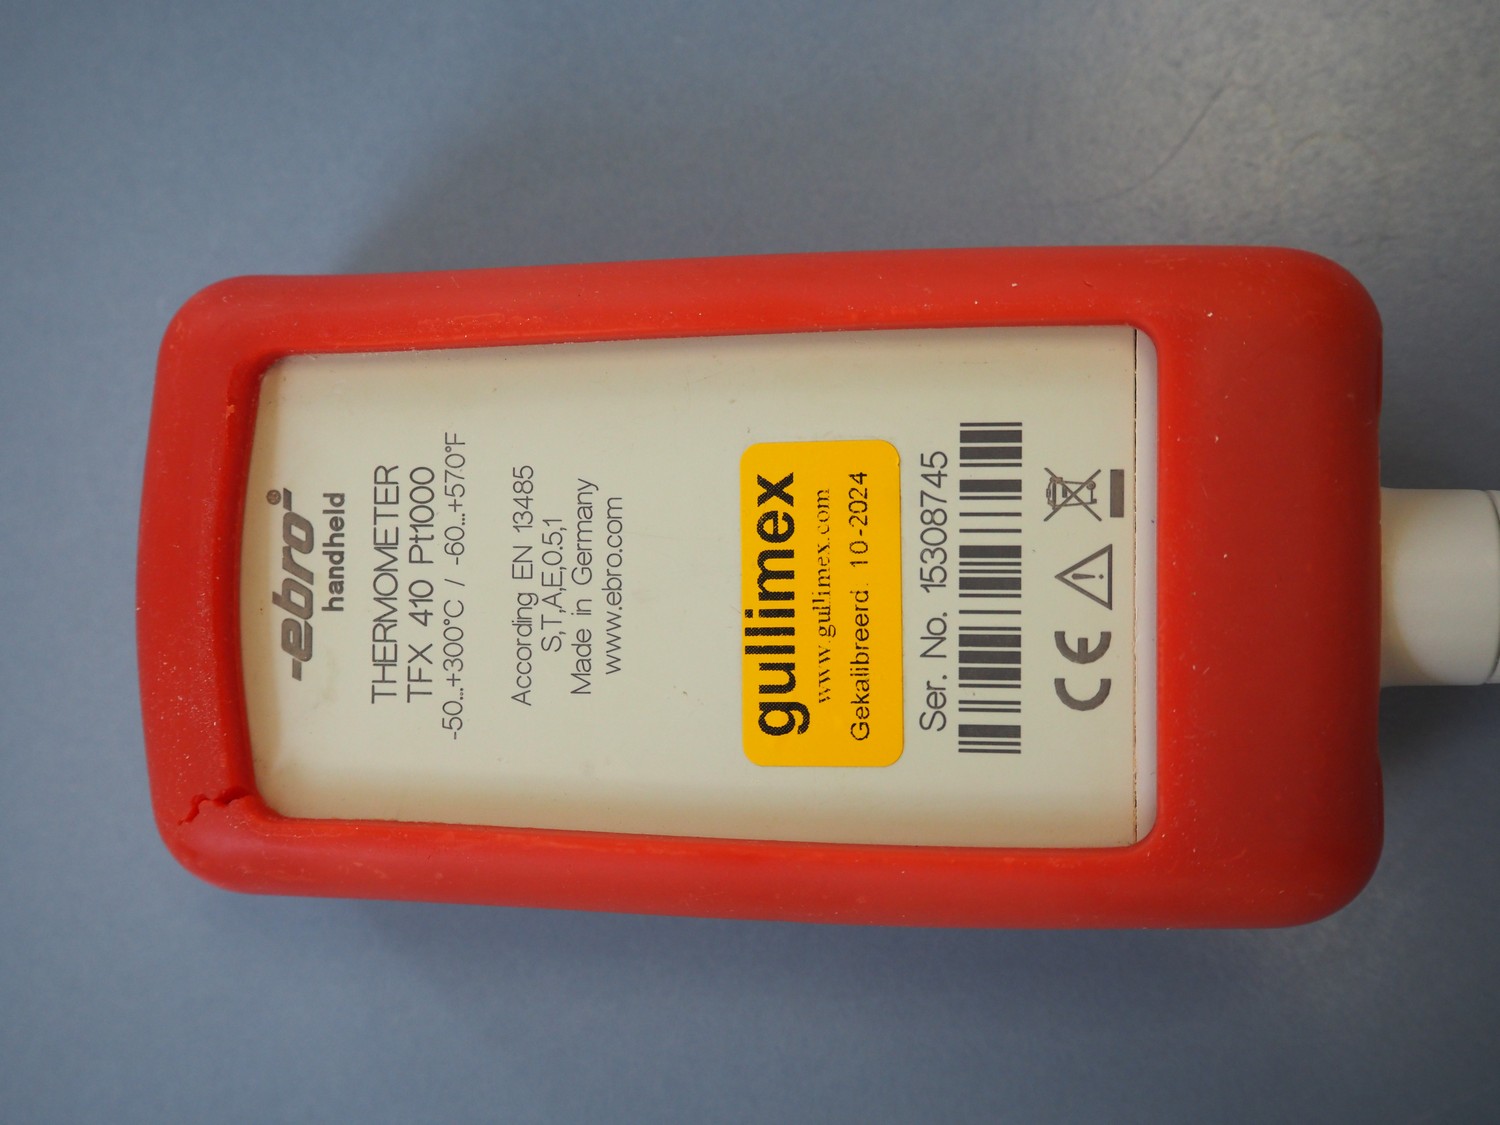 ebro®
handheld
THERMOMETER
TFX 410 Pt1000
-50...+300°C / -60...+570°F
According EN 13485
S,T,A,E,0.5,1
Made in Germany
www.ebro.com
gullimex
www.gullimex.com
Gekalibreerd: 10-2024
Ser. No. 15308745
CE